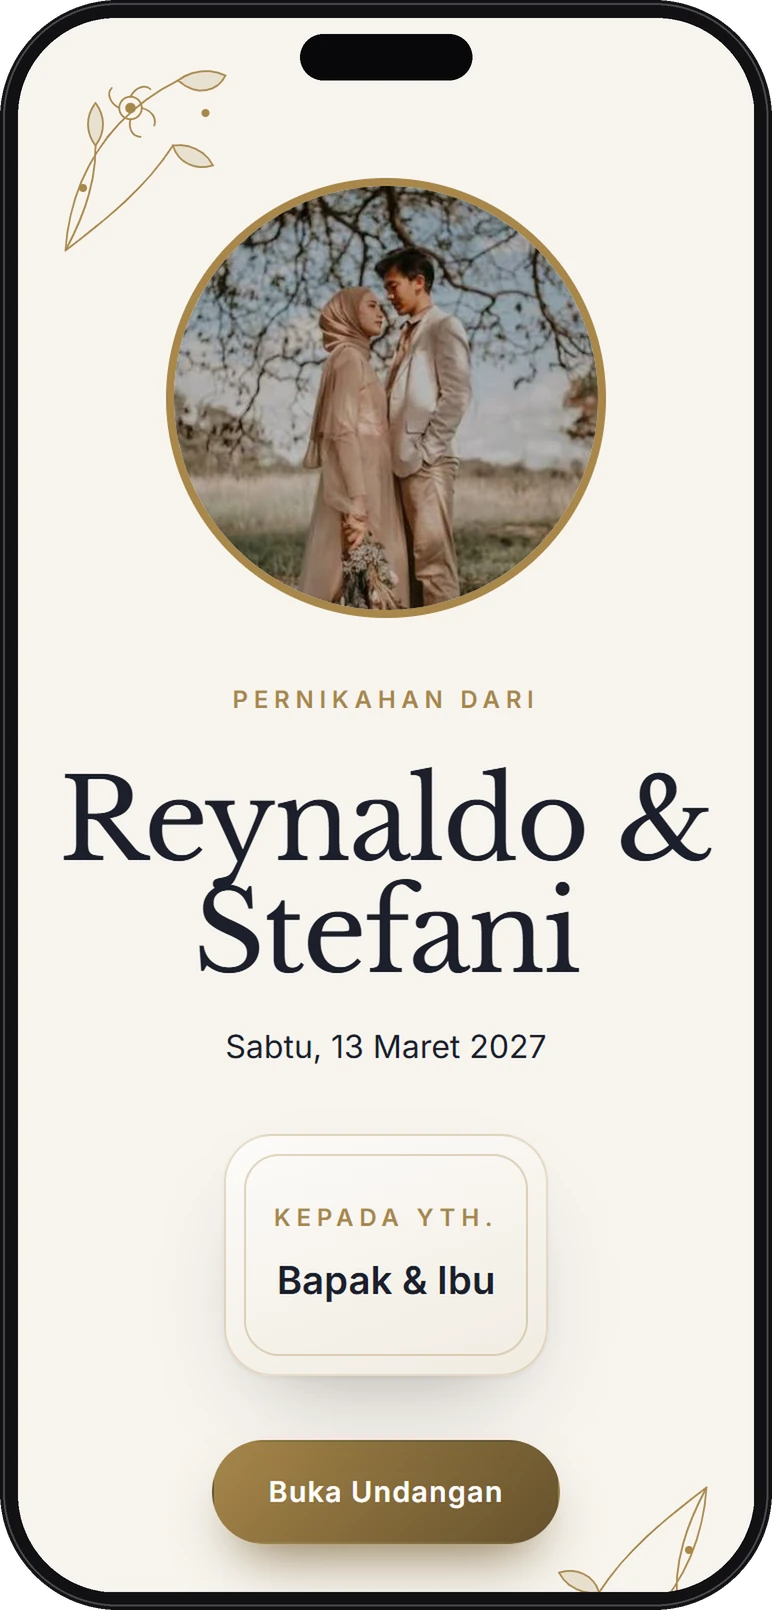 PERNIKAHAN DARI
Reynaldo &
Stefani
Sabtu, 13 Maret 2027
KEPADA YTH.
Bapak & Ibu
Buka Undangan